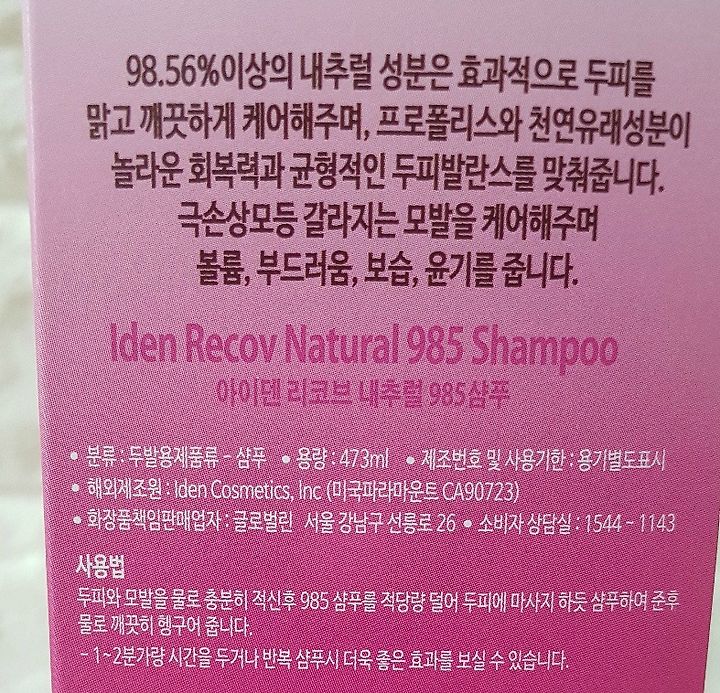 98.56%이상의 내추럴 성분은 효과적으로 두피를
맑고 깨끗하게 케어해주며, 프로폴리스와 천연유래성분이
놀라운 회복력과 균형적인 두피발란스를 맞춰줍니다.
극손상모등 갈라지는 모발을 케어해주며
볼륨, 부드러움, 보습, 윤기를 줍니다.
Iden Recov Natural 985 Shampoo
아이덴 리코브 내추럴 985샴푸
• 분류 : 두발용제품류 - 샴푸 • 용량 : 473ml • 제조번호 및 사용기한 : 용기별도표시
• 해외제조원 : Iden Cosmetics, Inc (미국파라마운트 CA90723)
• 화장품책임판매업자 : 글로벌린 서울 강남구 선릉로 26 • 소비자 상담실 : 1544 ~ 1143
사용법
두피와 모발을 물로 충분히 적신후 985 샴푸를 적당량 덜어 두피에 마사지 하듯 샴푸하여 준후
물로 깨끗히 헹구어 줍니다.
- 1~2분가량 시간을 두거나 반복 샴푸시 더욱 좋은 효과를 보실 수 있습니다.